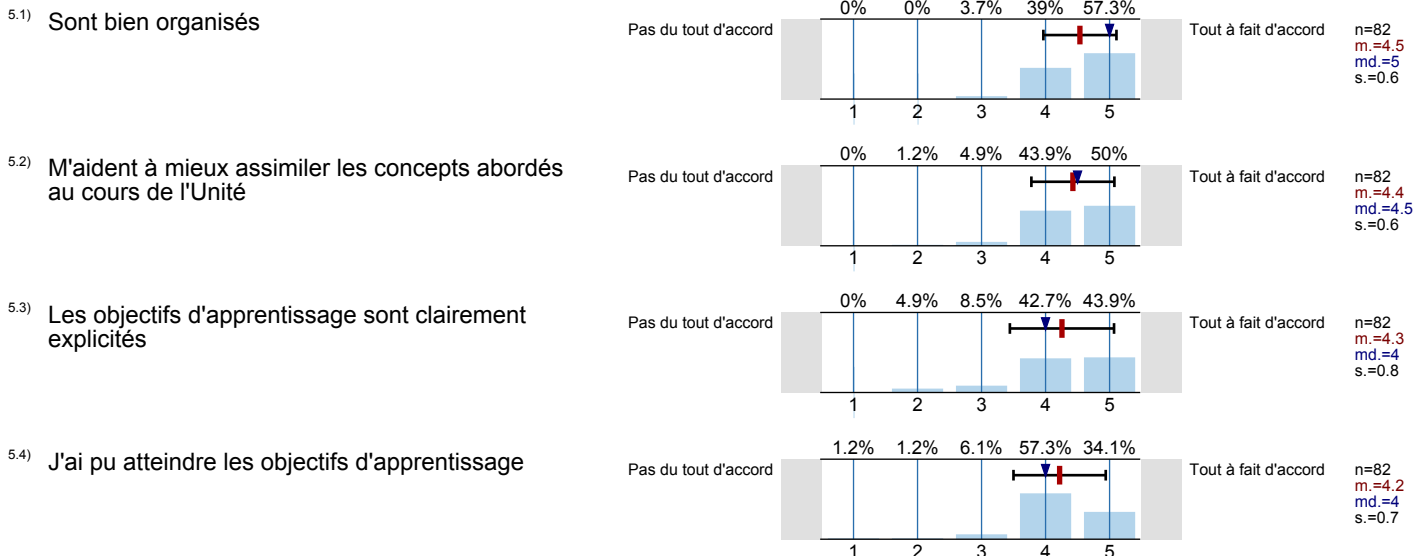 5.1) Sont bien organisés
Pas du tout d'accord
0% 0% 3.7% 39% 57.3%
1 2 3 4 5
Tout à fait d'accord
n=82
m.=4.5
md.=5
s.=0.6
5.2) M'aident à mieux assimiler les concepts abordés
au cours de l'Unité
Pas du tout d'accord
0% 1.2% 4.9% 43.9% 50%
1 2 3 4 5
Tout à fait d'accord
n=82
m.=4.4
md.=4.5
s.=0.6
5.3) Les objectifs d'apprentissage sont clairement
explicités
Pas du tout d'accord
0% 4.9% 8.5% 42.7% 43.9%
1 2 3 4 5
Tout à fait d'accord
n=82
m.=4.3
md.=4
s.=0.8
5.4) J'ai pu atteindre les objectifs d'apprentissage
Pas du tout d'accord
1.2% 1.2% 6.1% 57.3% 34.1%
1 2 3 4 5
Tout à fait d'accord
n=82
m.=4.2
md.=4
s.=0.7